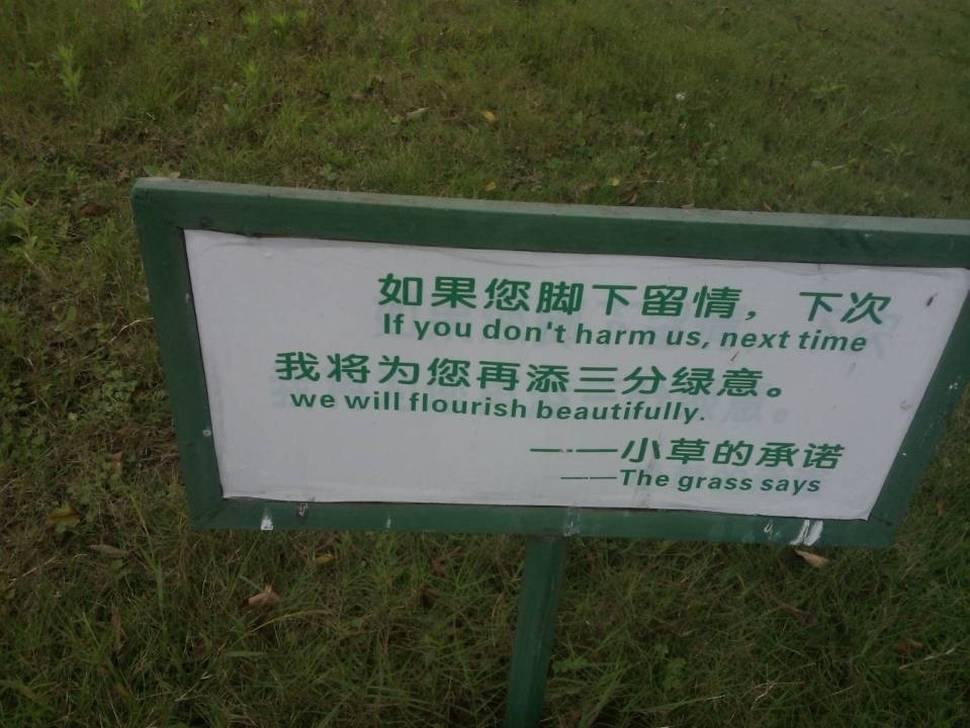 如果您脚下留情，下次
If you don't harm us, next time
我将为您再添三分绿意。
we will flourish beautifully.
——小草的承诺
——The grass says